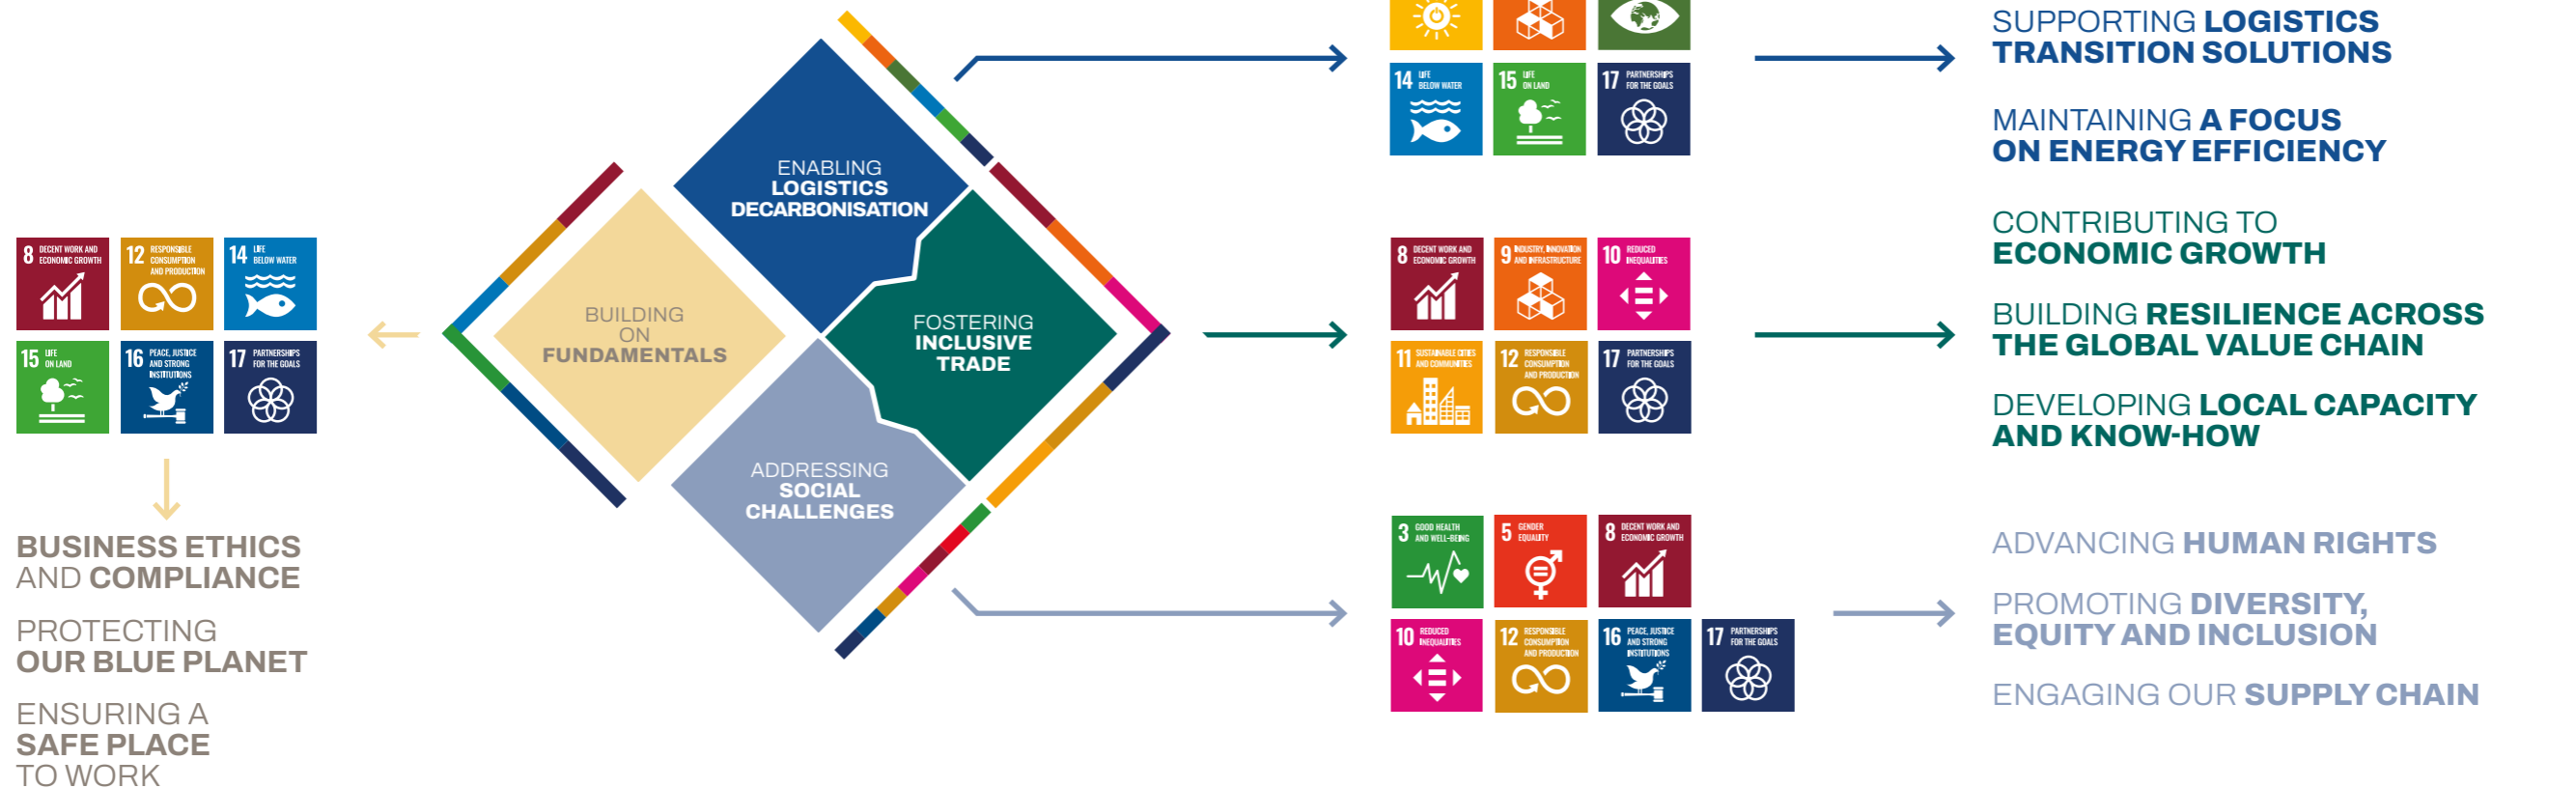 SUPPORTING LOGISTICS
TRANSITION SOLUTIONS
MAINTAINING A FOCUS
ON ENERGY EFFICIENCY
14 LIFE
BELOW WATER
15 LIFE
ON LAND
17 PARTNERSHIPS
FOR THE GOALS
ENABLING
LOGISTICS
DECARBONISATION
BUILDING
ON
FUNDAMENTALS
FOSTERING
INCLUSIVE
TRADE
ADDRESSING
SOCIAL
CHALLENGES
8 DECENT WORK AND
ECONOMIC GROWTH
12 RESPONSIBLE
CONSUMPTION
AND PRODUCTION
14 LIFE
BELOW WATER
15 LIFE
ON LAND
16 PEACE, JUSTICE
AND STRONG
INSTITUTIONS
17 PARTNERSHIPS
FOR THE GOALS
BUSINESS ETHICS
AND COMPLIANCE
PROTECTING
OUR BLUE PLANET
ENSURING A
SAFE PLACE
TO WORK
8 DECENT WORK AND
ECONOMIC GROWTH
9 INDUSTRY, INNOVATION
AND INFRASTRUCTURE
10 REDUCED
INEQUALITIES
11 SUSTAINABLE CITIES
AND COMMUNITIES
12 RESPONSIBLE
CONSUMPTION
AND PRODUCTION
17 PARTNERSHIPS
FOR THE GOALS
CONTRIBUTING TO
ECONOMIC GROWTH
BUILDING RESILIENCE ACROSS
THE GLOBAL VALUE CHAIN
DEVELOPING LOCAL CAPACITY
AND KNOW-HOW
3 GOOD HEALTH
AND WELL-BEING
5 GENDER
EQUALITY
8 DECENT WORK AND
ECONOMIC GROWTH
10 REDUCED
INEQUALITIES
12 RESPONSIBLE
CONSUMPTION
AND PRODUCTION
16 PEACE, JUSTICE
AND STRONG
INSTITUTIONS
17 PARTNERSHIPS
FOR THE GOALS
ADVANCING HUMAN RIGHTS
PROMOTING DIVERSITY,
EQUITY AND INCLUSION
ENGAGING OUR SUPPLY CHAIN